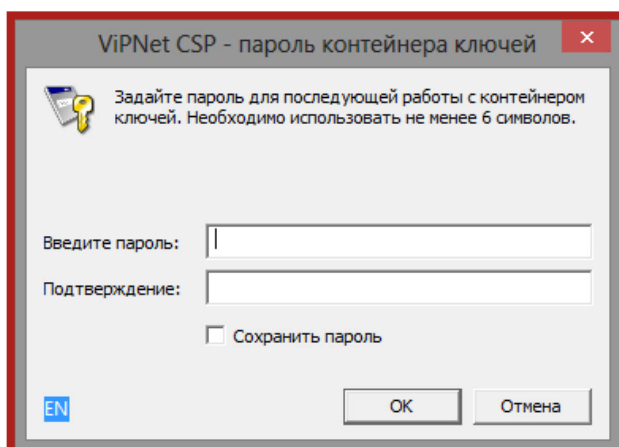 ViPNet CSP - пароль контейнера ключей
Задайте пароль для последующей работы с контейнером
ключей. Необходимо использовать не менее 6 символов.
Введите пароль:
Подтверждение:
Сохранить пароль
EN
OK
Отмена